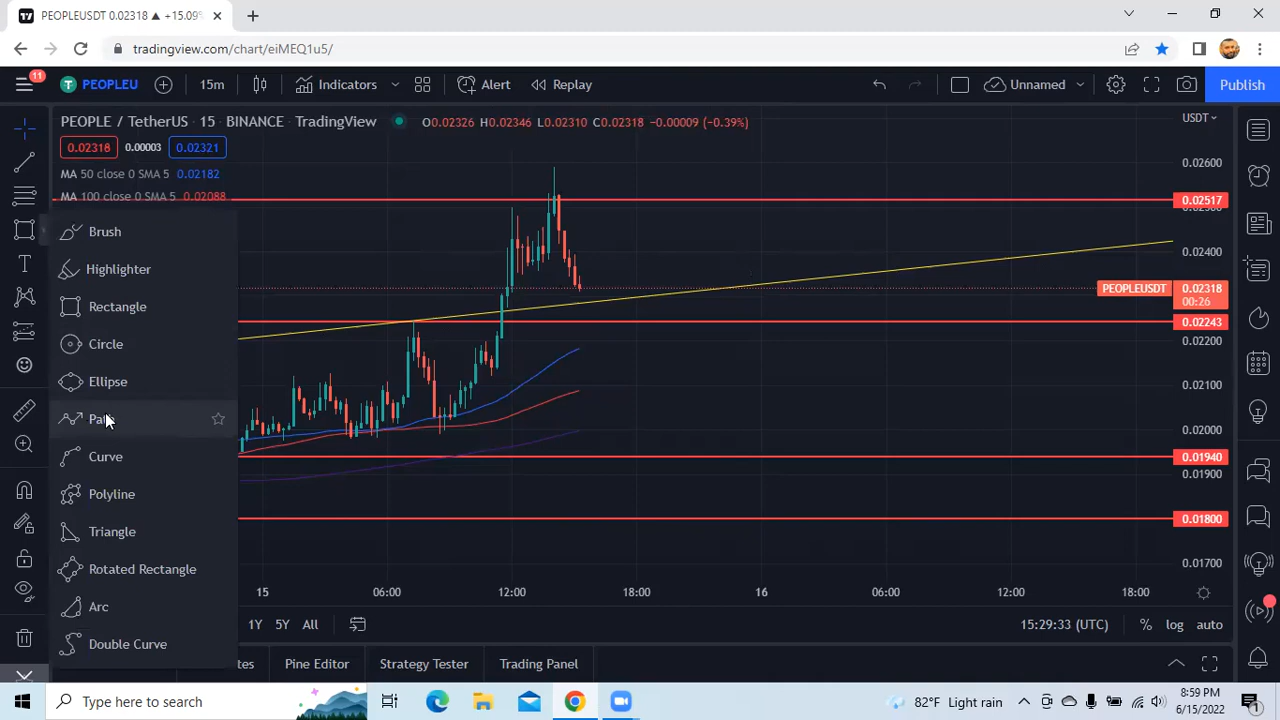 PEOPLEUSDT 0.02318 ▲ +15.09%
tradingview.com/chart/eiMEQ1u5/
11
PEOPLEU
15m
Indicators
Alert
Replay
Unnamed
Publish
PEOPLE / TetherUS · 15 · BINANCE · TradingView
O0.02326 H0.02346 L0.02310 C0.02318 −0.00009 (−0.39%)
USDT
0.02318
0.00003
0.02321
MA 50 close 0 SMA 5 0.02182
MA 100 close 0 SMA 5 0.02088
0.02600
0.02517
0.02400
PEOPLEUSDT 0.02318
00:26
0.02243
0.02200
0.02100
0.02000
0.01940
0.01900
0.01800
0.01700
Brush
Highlighter
Rectangle
Circle
Ellipse
Curve
Polyline
Triangle
Rotated Rectangle
Arc
Double Curve
15 06:00 12:00 18:00 16 06:00 12:00 18:00
1Y 5Y All
15:29:33 (UTC) % log auto
Pine Editor
Strategy Tester
Trading Panel
Type here to search
82°F Light rain
8:59 PM
6/15/2022
1